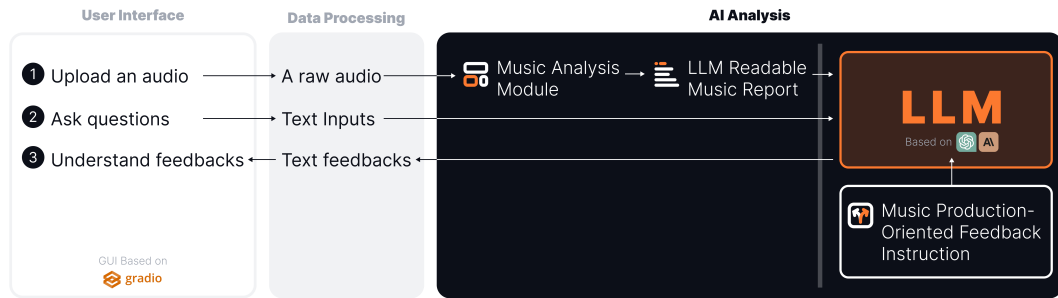 User Interface
Data Processing
AI Analysis
1 Upload an audio
A raw audio
Music Analysis
Module
LLM Readable
Music Report
2 Ask questions
Text Inputs
3 Understand feedbacks
Text feedbacks
LLM
Based on
A\
Music Production-
Oriented Feedback
Instruction
GUI Based on
gradio